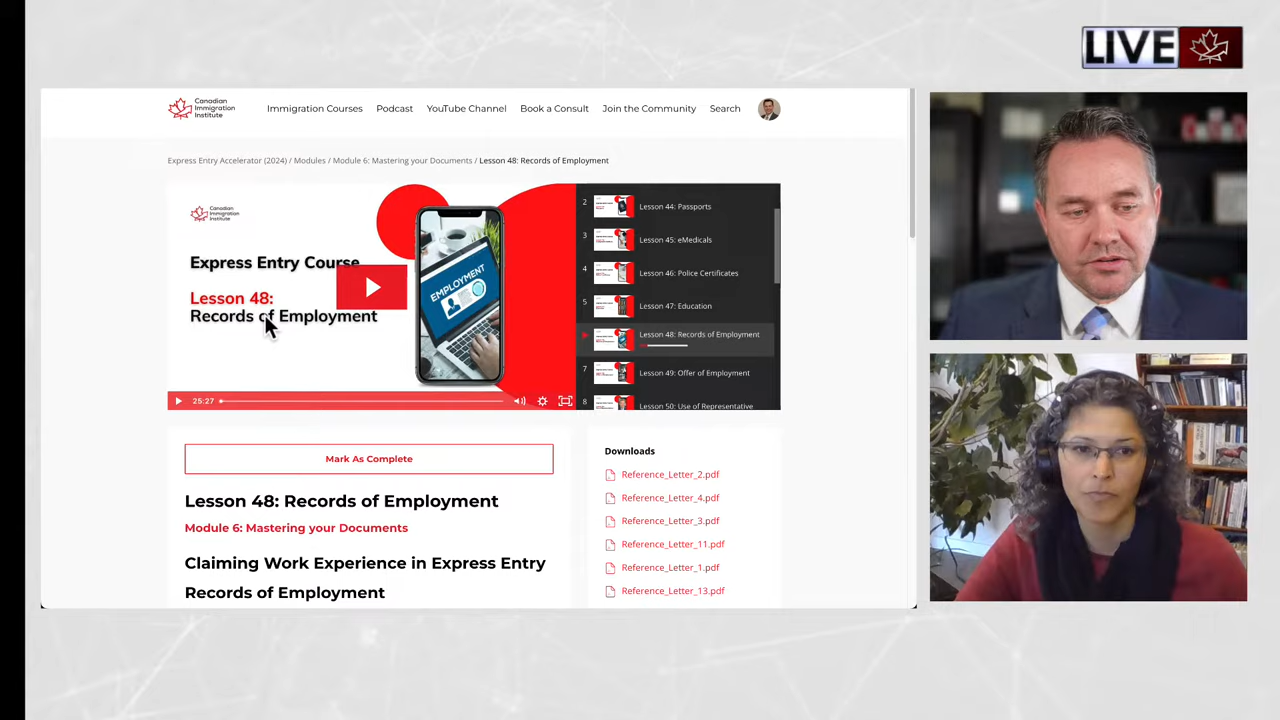 LIVE
Canadian
Immigration
Institute
Immigration Courses Podcast YouTube Channel Book a Consult Join the Community Search
Express Entry Accelerator (2024) / Modules / Module 6: Mastering your Documents / Lesson 48: Records of Employment
Canadian
Immigration
Institute
Express Entry Course
Lesson 48:
Records of Employment
EMPLOYMENT
25:27
2 Lesson 44: Passports
3 Lesson 45: eMedicals
4 Lesson 46: Police Certificates
5 Lesson 47: Education
Lesson 48: Records of Employment
7 Lesson 49: Offer of Employment
8 Lesson 50: Use of Representative
Mark As Complete
Lesson 48: Records of Employment
Module 6: Mastering your Documents
Claiming Work Experience in Express Entry
Records of Employment
Downloads
Reference_Letter_2.pdf
Reference_Letter_4.pdf
Reference_Letter_3.pdf
Reference_Letter_11.pdf
Reference_Letter_1.pdf
Reference_Letter_13.pdf